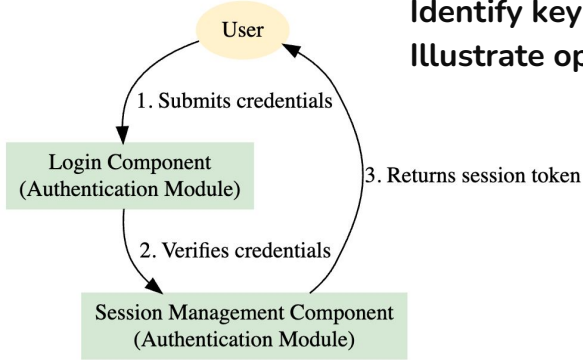 Identify key
Illustrate op
User
1. Submits credentials
Login Component
(Authentication Module)
3. Returns session token
2. Verifies credentials
Session Management Component
(Authentication Module)